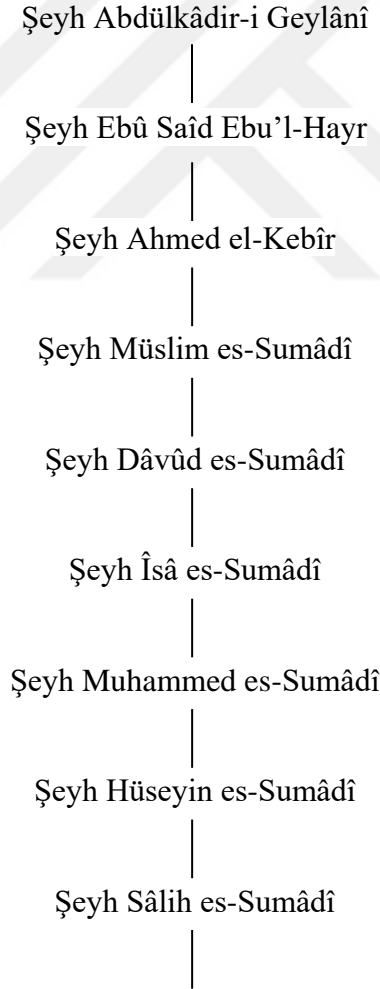 Şeyh Abdülkâdir-i Geylânî
Şeyh Ebû Saîd Ebu’l-Hayr
Şeyh Ahmed el-Kebîr
Şeyh Müslim es-Sumâdî
Şeyh Dâvûd es-Sumâdî
Şeyh Îsâ es-Sumâdî
Şeyh Muhammed es-Sumâdî
Şeyh Hüseyin es-Sumâdî
Şeyh Sâlih es-Sumâdî